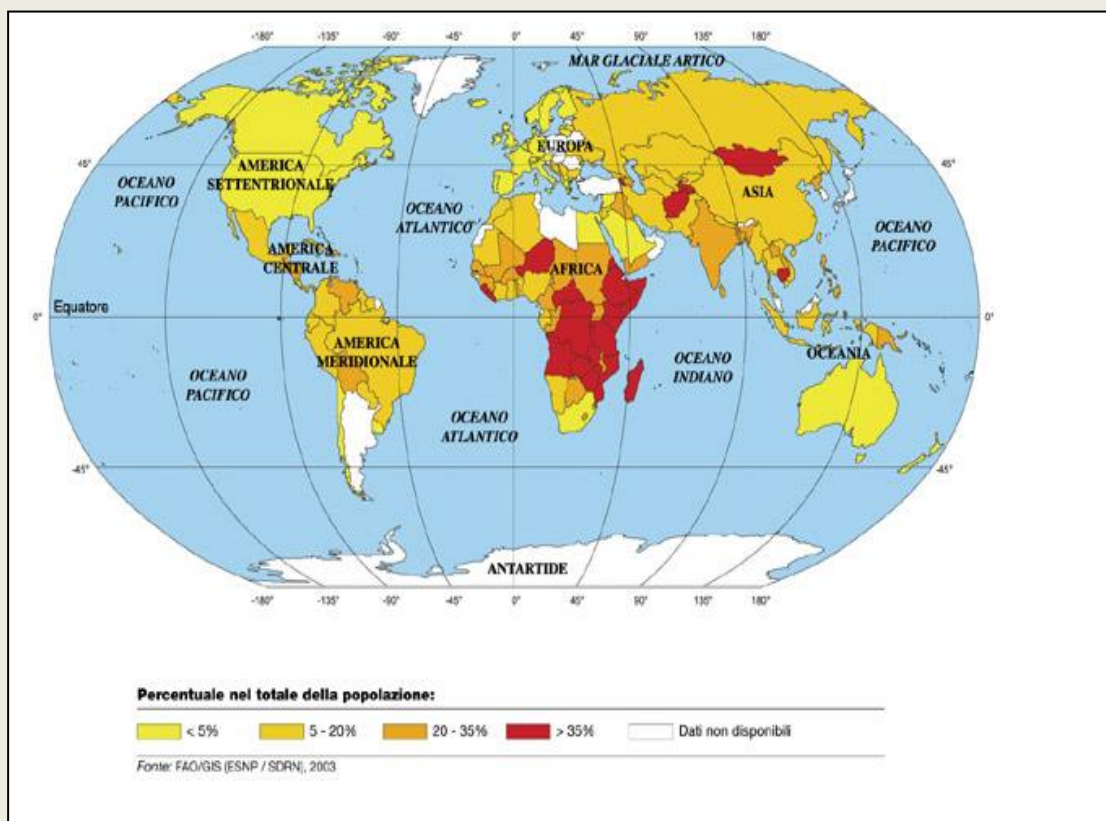 -180° -135° -90° -45° 0° 45° 90° 135° 180°
MAR GLACIALE ARTICO
EUROPA
45° 45°
AMERICA
SETTENTRIONALE
OCEANO
PACIFICO
ASIA
OCEANO
ATLANTICO
OCEANO
PACIFICO
AMERICA
CENTRALE
AFRICA
Equatore
0° 0°
AMERICA
MERIDIONALE
OCEANIA
OCEANO
INDIANO
OCEANO
PACIFICO
OCEANO
ATLANTICO
-45° -45°
ANTARTIDE
-180° -135° -90° -45° 0° 45° 90° 135° 180°
Percentuale nel totale della popolazione:
< 5% 5 - 20% 20 - 35% > 35% Dati non disponibili
Fonte: FAO/GIS (ESNP / SDRN), 2003